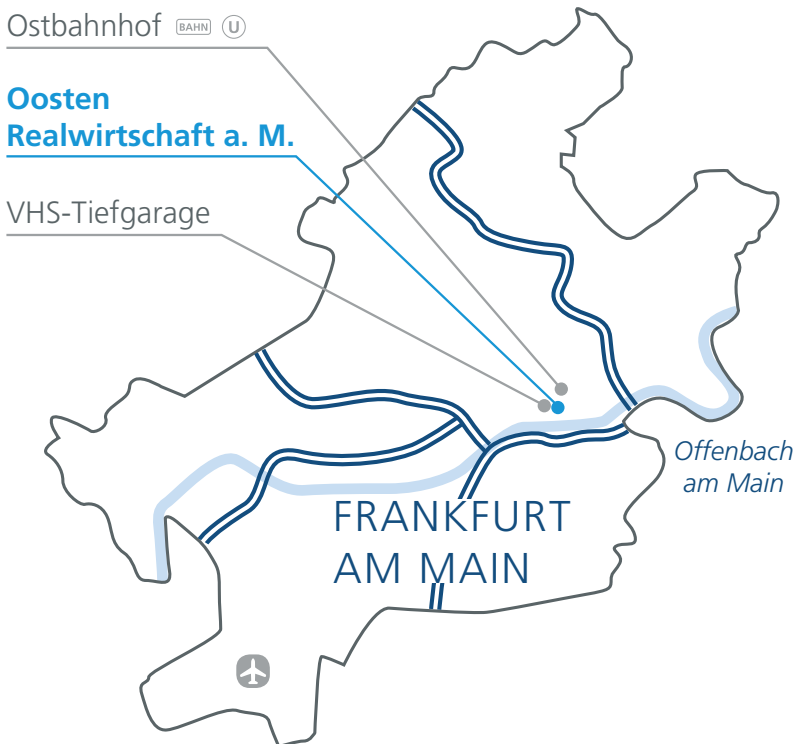 Ostbahnhof BAHN U
Oosten
Realwirtschaft a. M.
VHS-Tiefgarage
Offenbach
am Main
FRANKFURT
AM MAIN